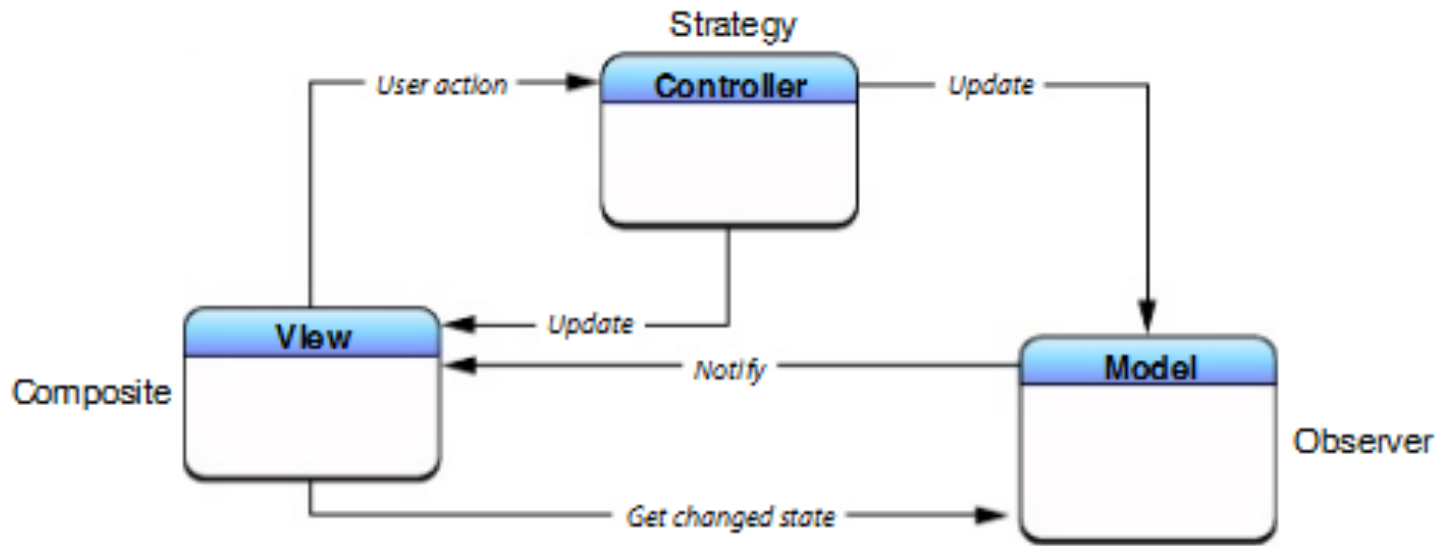 Strategy
User action
Controller
Update
Update
View
Notify
Model
Composite
Observer
Get changed state